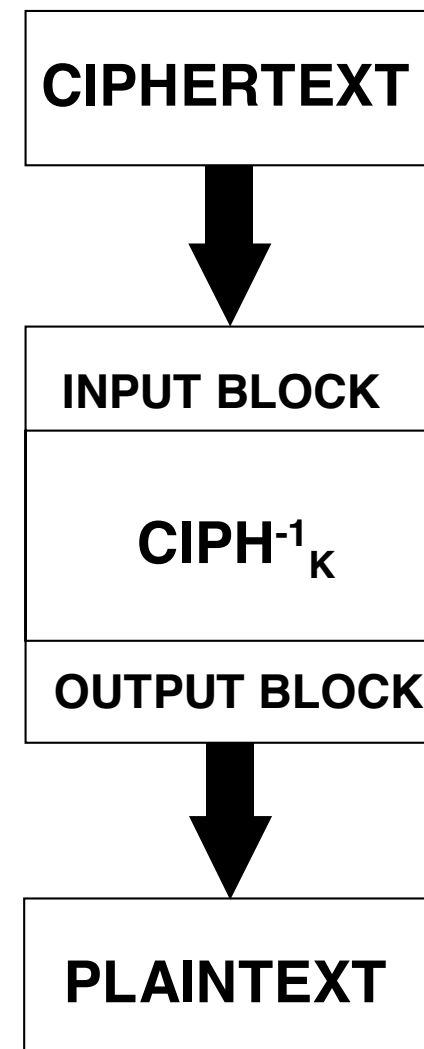 CIPHERTEXT
INPUT BLOCK
CIPH⁻¹ₖ
OUTPUT BLOCK
PLAINTEXT